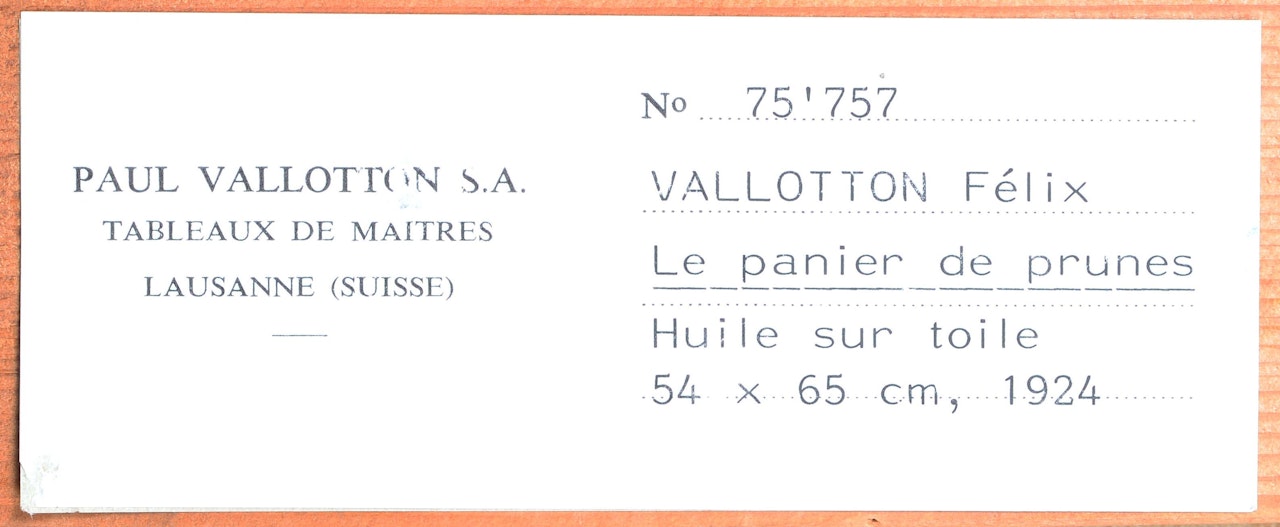 PAUL VALLOTTON S.A.
TABLEAUX DE MAITRES
LAUSANNE (SUISSE)
No 75'757
VALLOTTON Félix
Le panier de prunes
Huile sur toile
54 x 65 cm, 1924